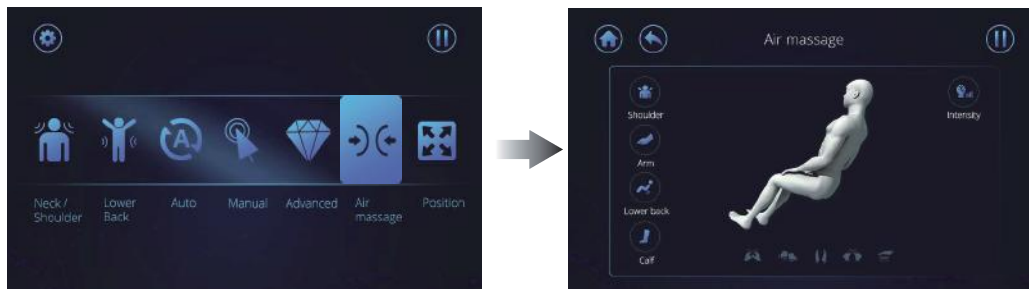 Neck /
Shoulder
Lower
Back
Auto
Manual
Advanced
Air
massage
Position
Air massage
Shoulder
Arm
Lower back
Calf
Intensity